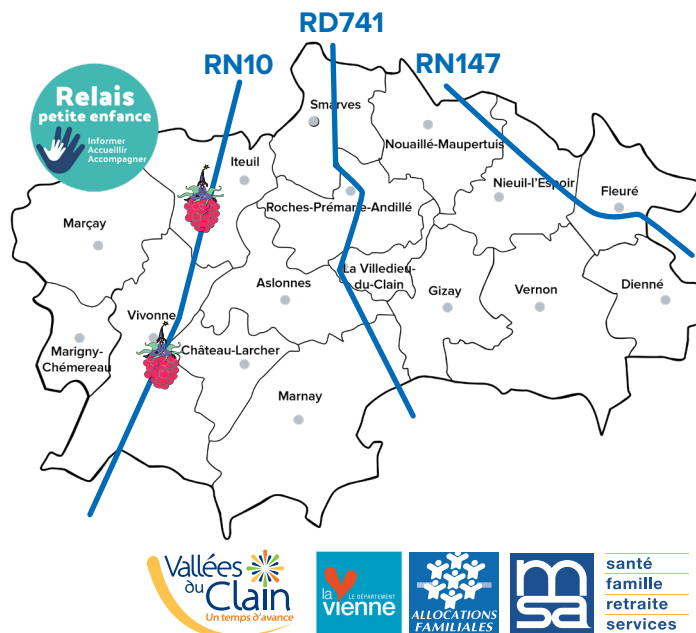 RD741
RN10
RN147
Relais
petite enfance
Informer
Accueillir
Accompagner
Smarves
Nouaillé-Maupertuis
Iteuil
Nieuil-l'Espoir
Fleuré
Roches-Prémarie-Andillé
Marçay
La Villedieu-
du-Clain
Aslonnes
Gizay
Vernon
Dienné
Vivonne
Marigny-
Chémereau
Château-Larcher
Marnay
Vallées
du Clain
Un temps d'avance
la
LE DÉPARTEMENT
vienne
ALLOCATIONS
FAMILIALES
msa
santé
famille
retraite
services